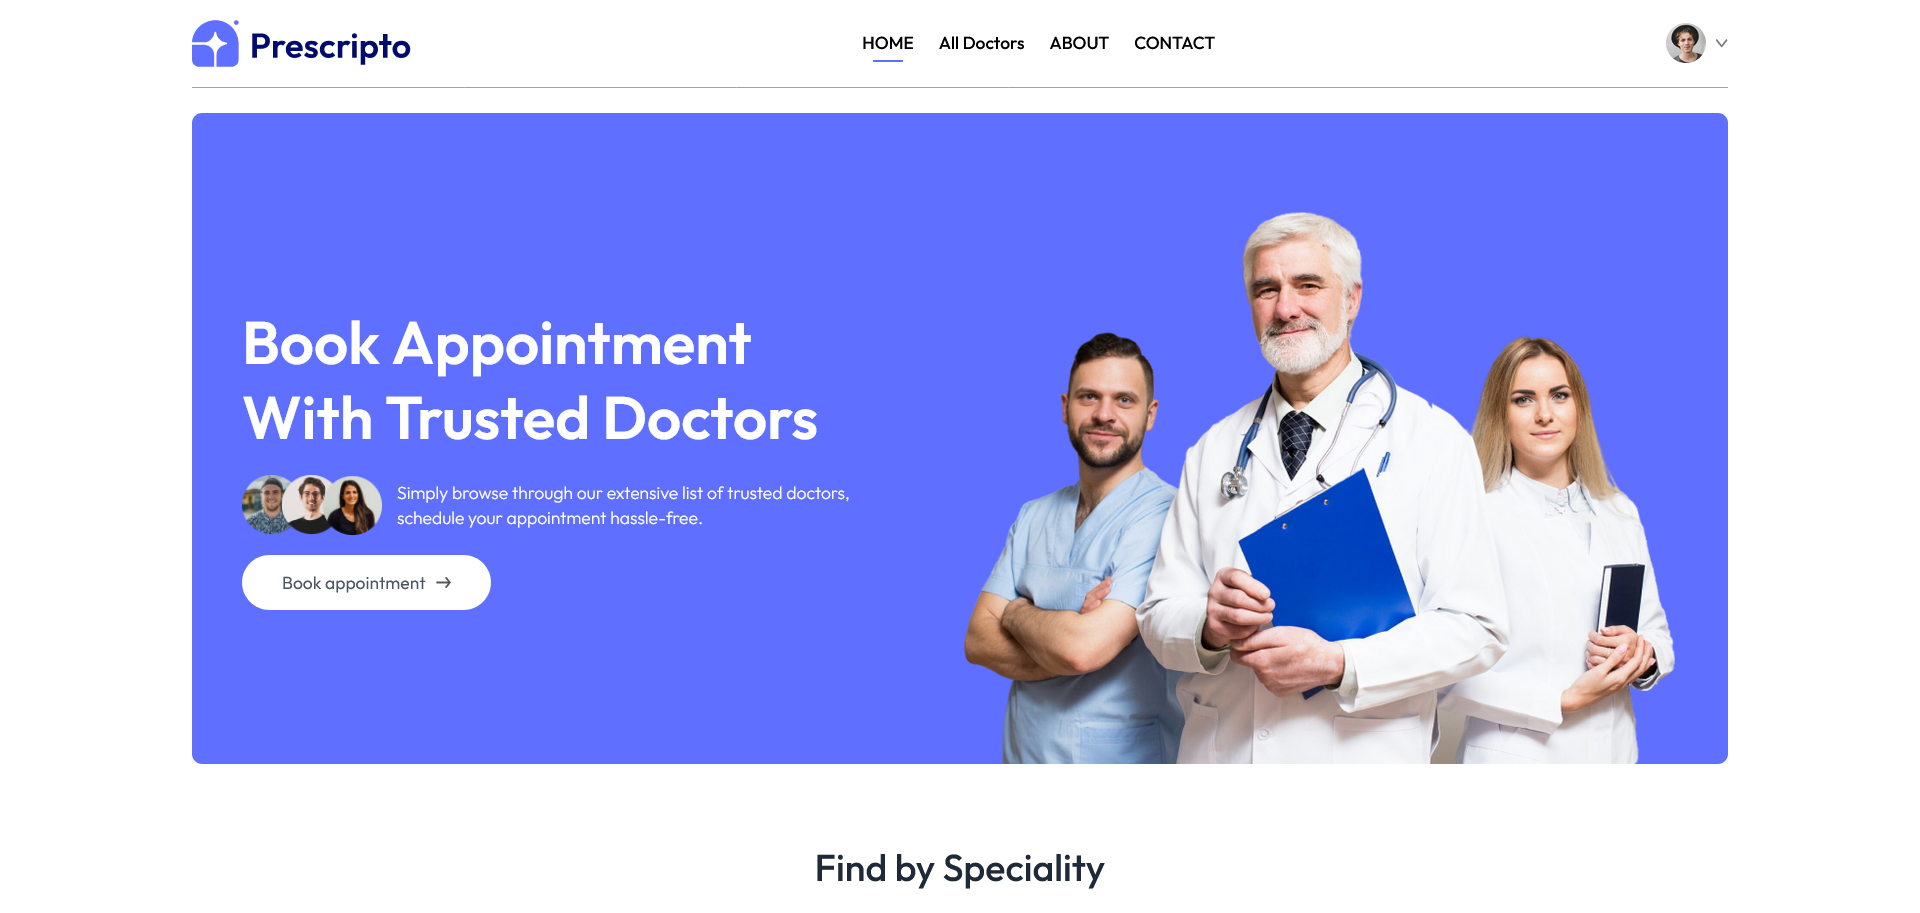 Prescripto
HOME
All Doctors
ABOUT
CONTACT
Book Appointment
With Trusted Doctors
Simply browse through our extensive list of trusted doctors,
schedule your appointment hassle-free.
Book appointment
Find by Speciality